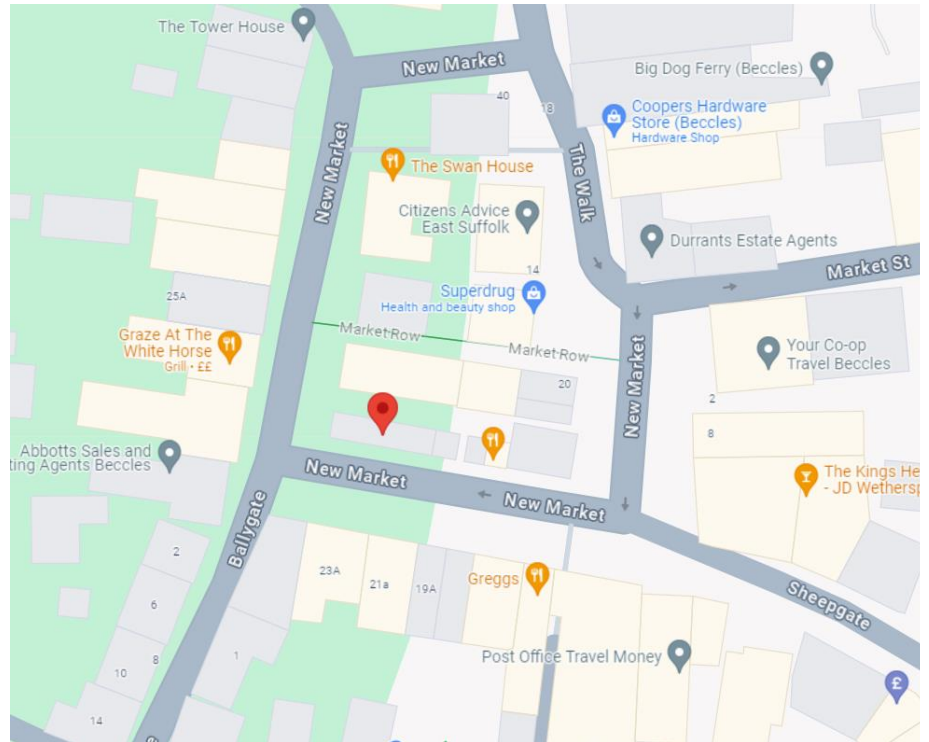 The Tower House
New Market
Big Dog Ferry (Beccles)
40
18
Coopers Hardware
Store (Beccles)
Hardware Shop
New Market
The Swan House
The Walk
Citizens Advice
East Suffolk
Durrants Estate Agents
14
Market St
25A
Superdrug
Health and beauty shop
Market Row
Market Row
Graze At The
White Horse
Grill • ££
Your Co-op
Travel Beccles
New Market
20
2
8
Abbotts Sales and
ting Agents Beccles
New Market
New Market
The Kings He
- JD Wethersp
Ballygate
2
23A
21a
19A
Greggs
6
Sheepgate
8
1
Post Office Travel Money
10
£
14